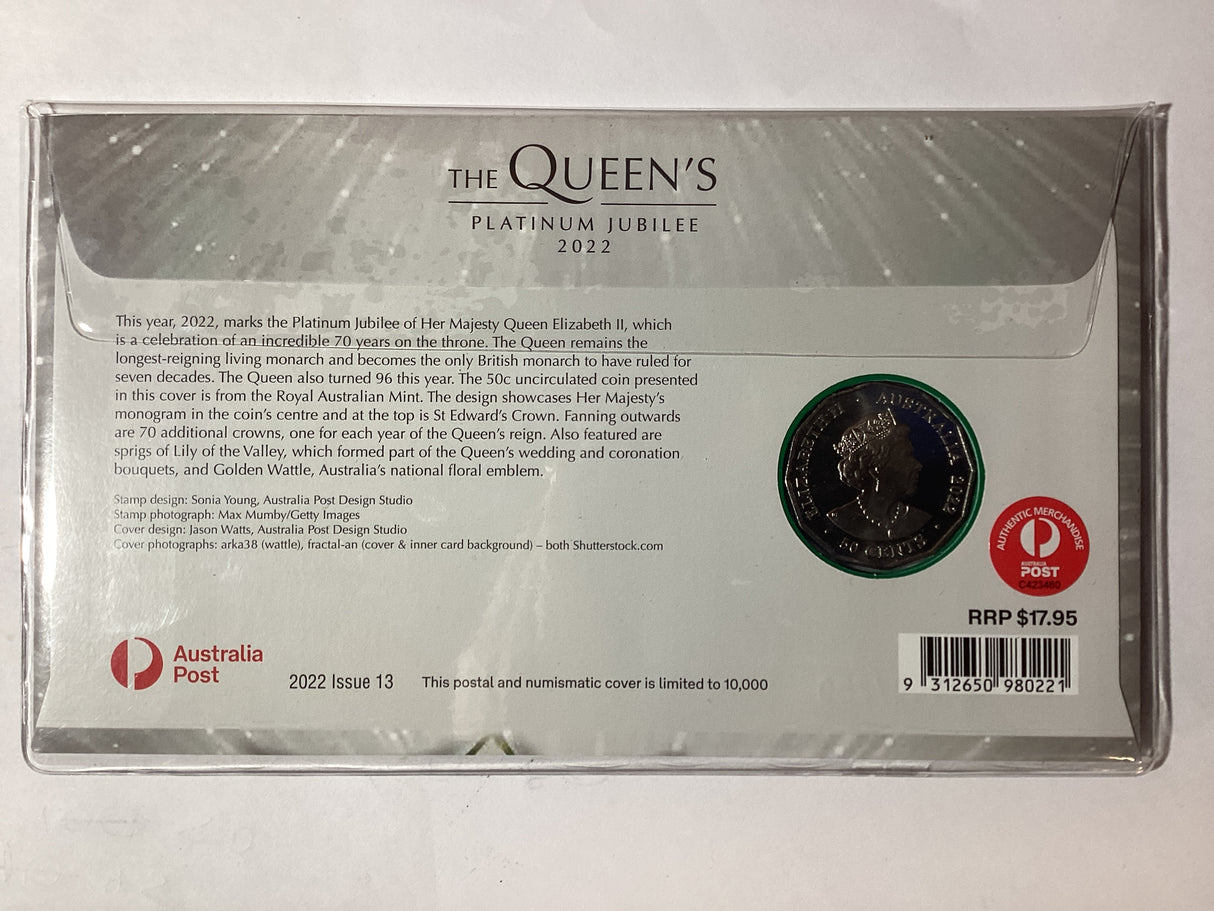 THE QUEEN'S
PLATINUM JUBILEE
2022
This year, 2022, marks the Platinum Jubilee of Her Majesty Queen Elizabeth II, which
is a celebration of an incredible 70 years on the throne. The Queen remains the
longest-reigning living monarch and becomes the only British monarch to have ruled for
seven decades. The Queen also turned 96 this year. The 50c uncirculated coin presented
in this cover is from the Royal Australian Mint. The design showcases Her Majesty's
monogram in the coin's centre and at the top is St Edward's Crown. Fanning outwards
are 70 additional crowns, one for each year of the Queen's reign. Also featured are
sprigs of Lily of the Valley, which formed part of the Queen's wedding and coronation
bouquets, and Golden Wattle, Australia's national floral emblem.
Stamp design: Sonia Young, Australia Post Design Studio
Stamp photograph: Max Mumby/Getty Images
Cover design: Jason Watts, Australia Post Design Studio
Cover photographs: arka38 (wattle), fractal-an (cover & inner card background) – both Shutterstock.com
ELIZABETH II • AUSTRALIA 2022 •
50 CENTS
AUTHENTIC MERCHANDISE
AUSTRALIA
POST
C423480
RRP $17.95
9 312650 980221
Australia
Post
2022 Issue 13
This postal and numismatic cover is limited to 10,000